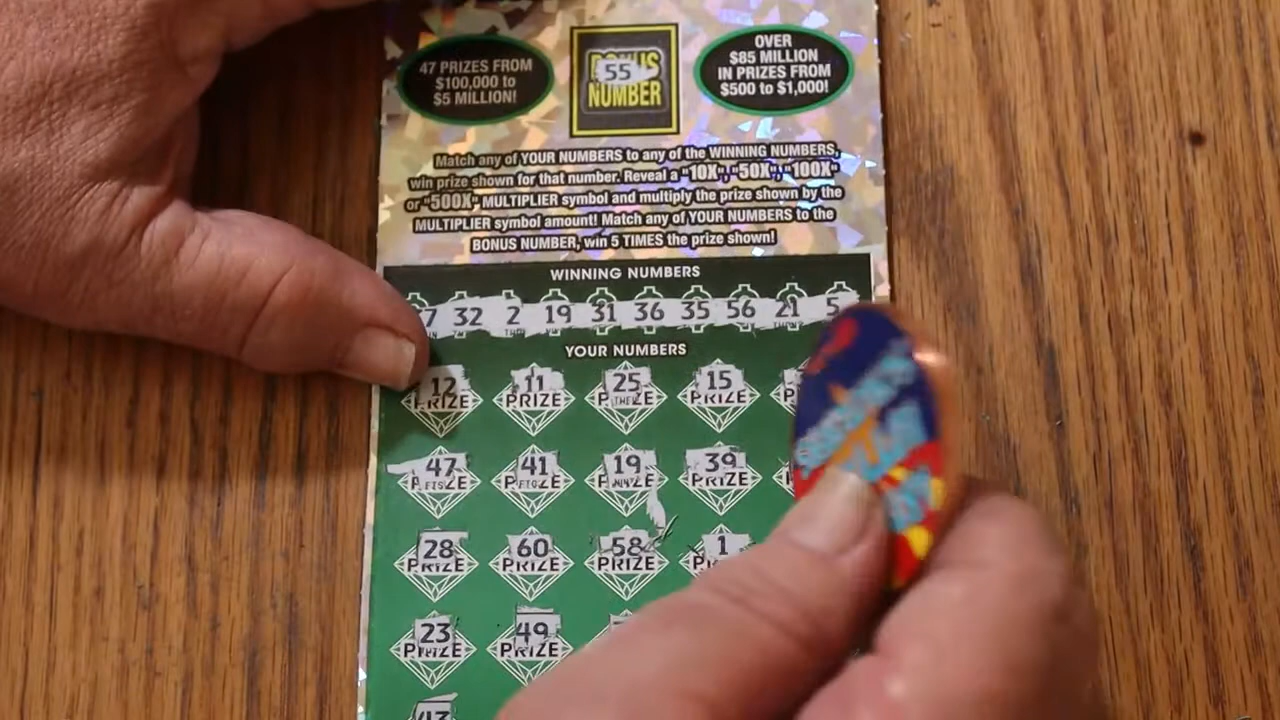 47 PRIZES FROM
$100,000 to
$5 MILLION!
55
NUMBER
OVER
$85 MILLION
IN PRIZES FROM
$500 to $1,000!
Match any of YOUR NUMBERS to any of the WINNING NUMBERS,
win prize shown for that number. Reveal a "10X", "50X", "100X"
or "500X" MULTIPLIER symbol and multiply the prize shown by the
MULTIPLIER symbol amount! Match any of YOUR NUMBERS to the
BONUS NUMBER, win 5 TIMES the prize shown!
WINNING NUMBERS
32 2 19 31 36 35 56 21
YOUR NUMBERS
12 11 25 15
PRIZE PRIZE PRIZE PRIZE
47 41 19 39
PRIZE PRIZE PRIZE PRIZE
28 60 58 1
PRIZE PRIZE PRIZE
23 49
PRIZE PRIZE
43